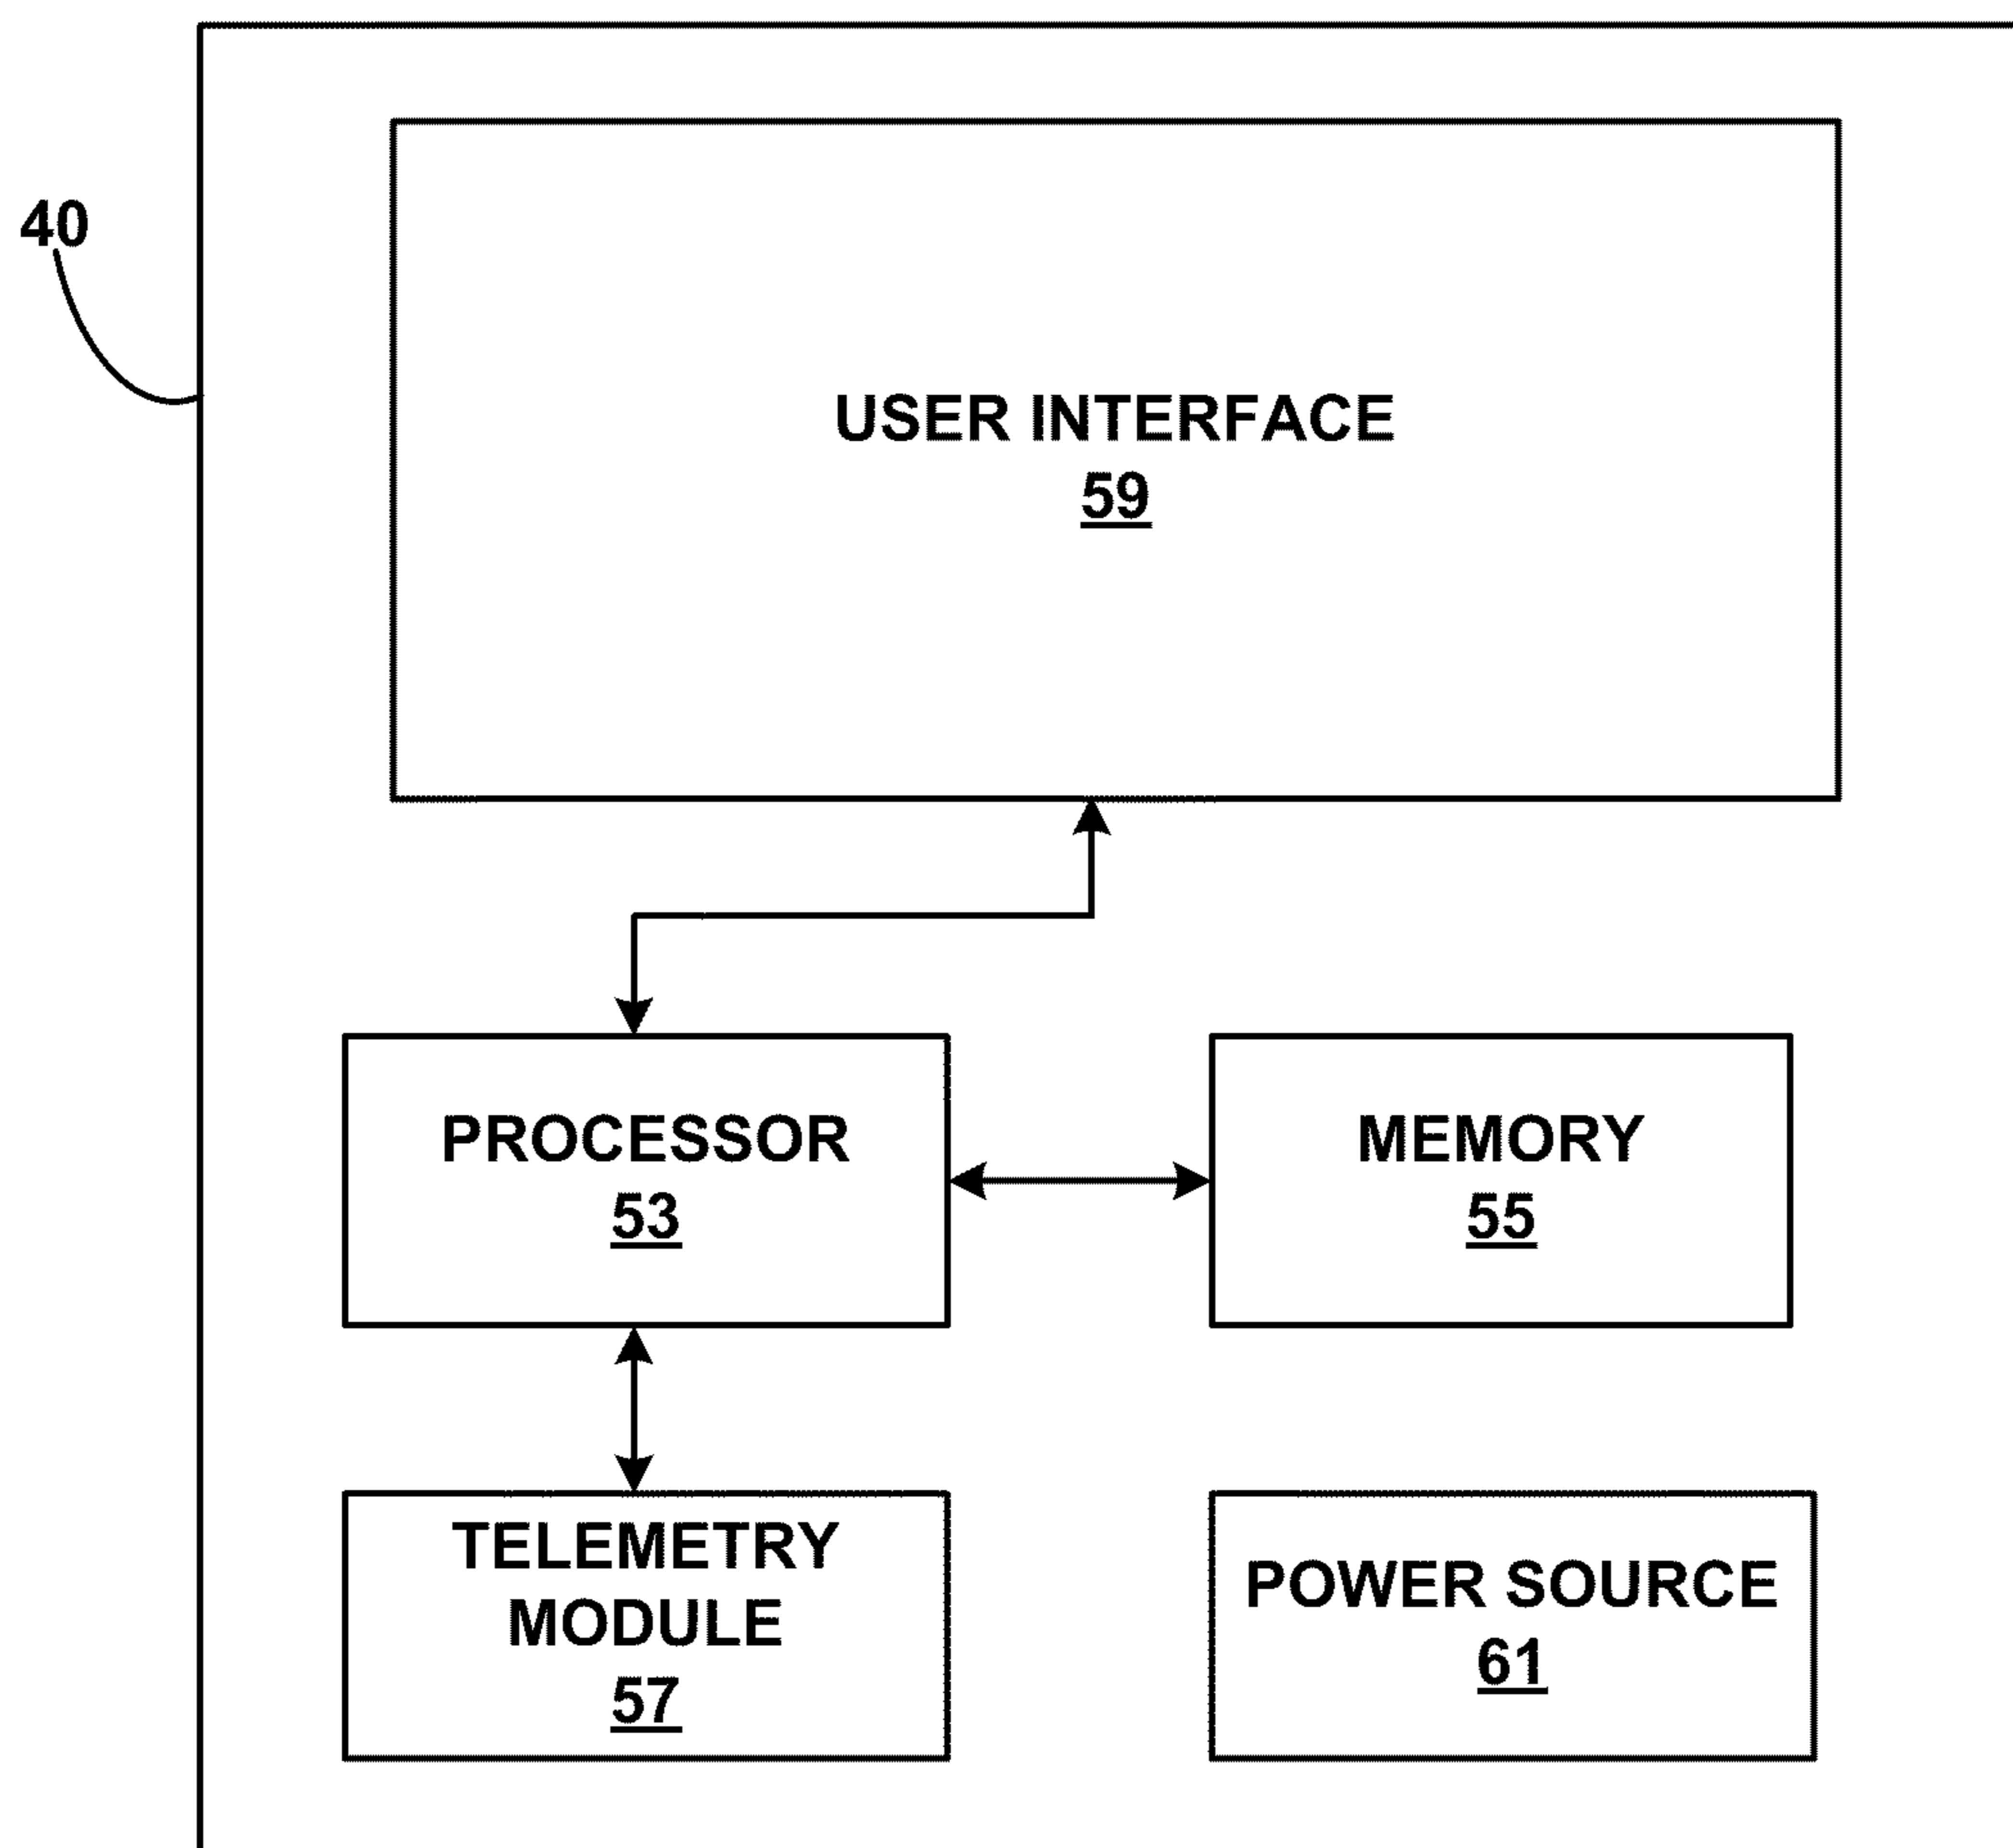 40
USER INTERFACE
59
PROCESSOR
53
MEMORY
55
TELEMETRY
MODULE
57
POWER SOURCE
61